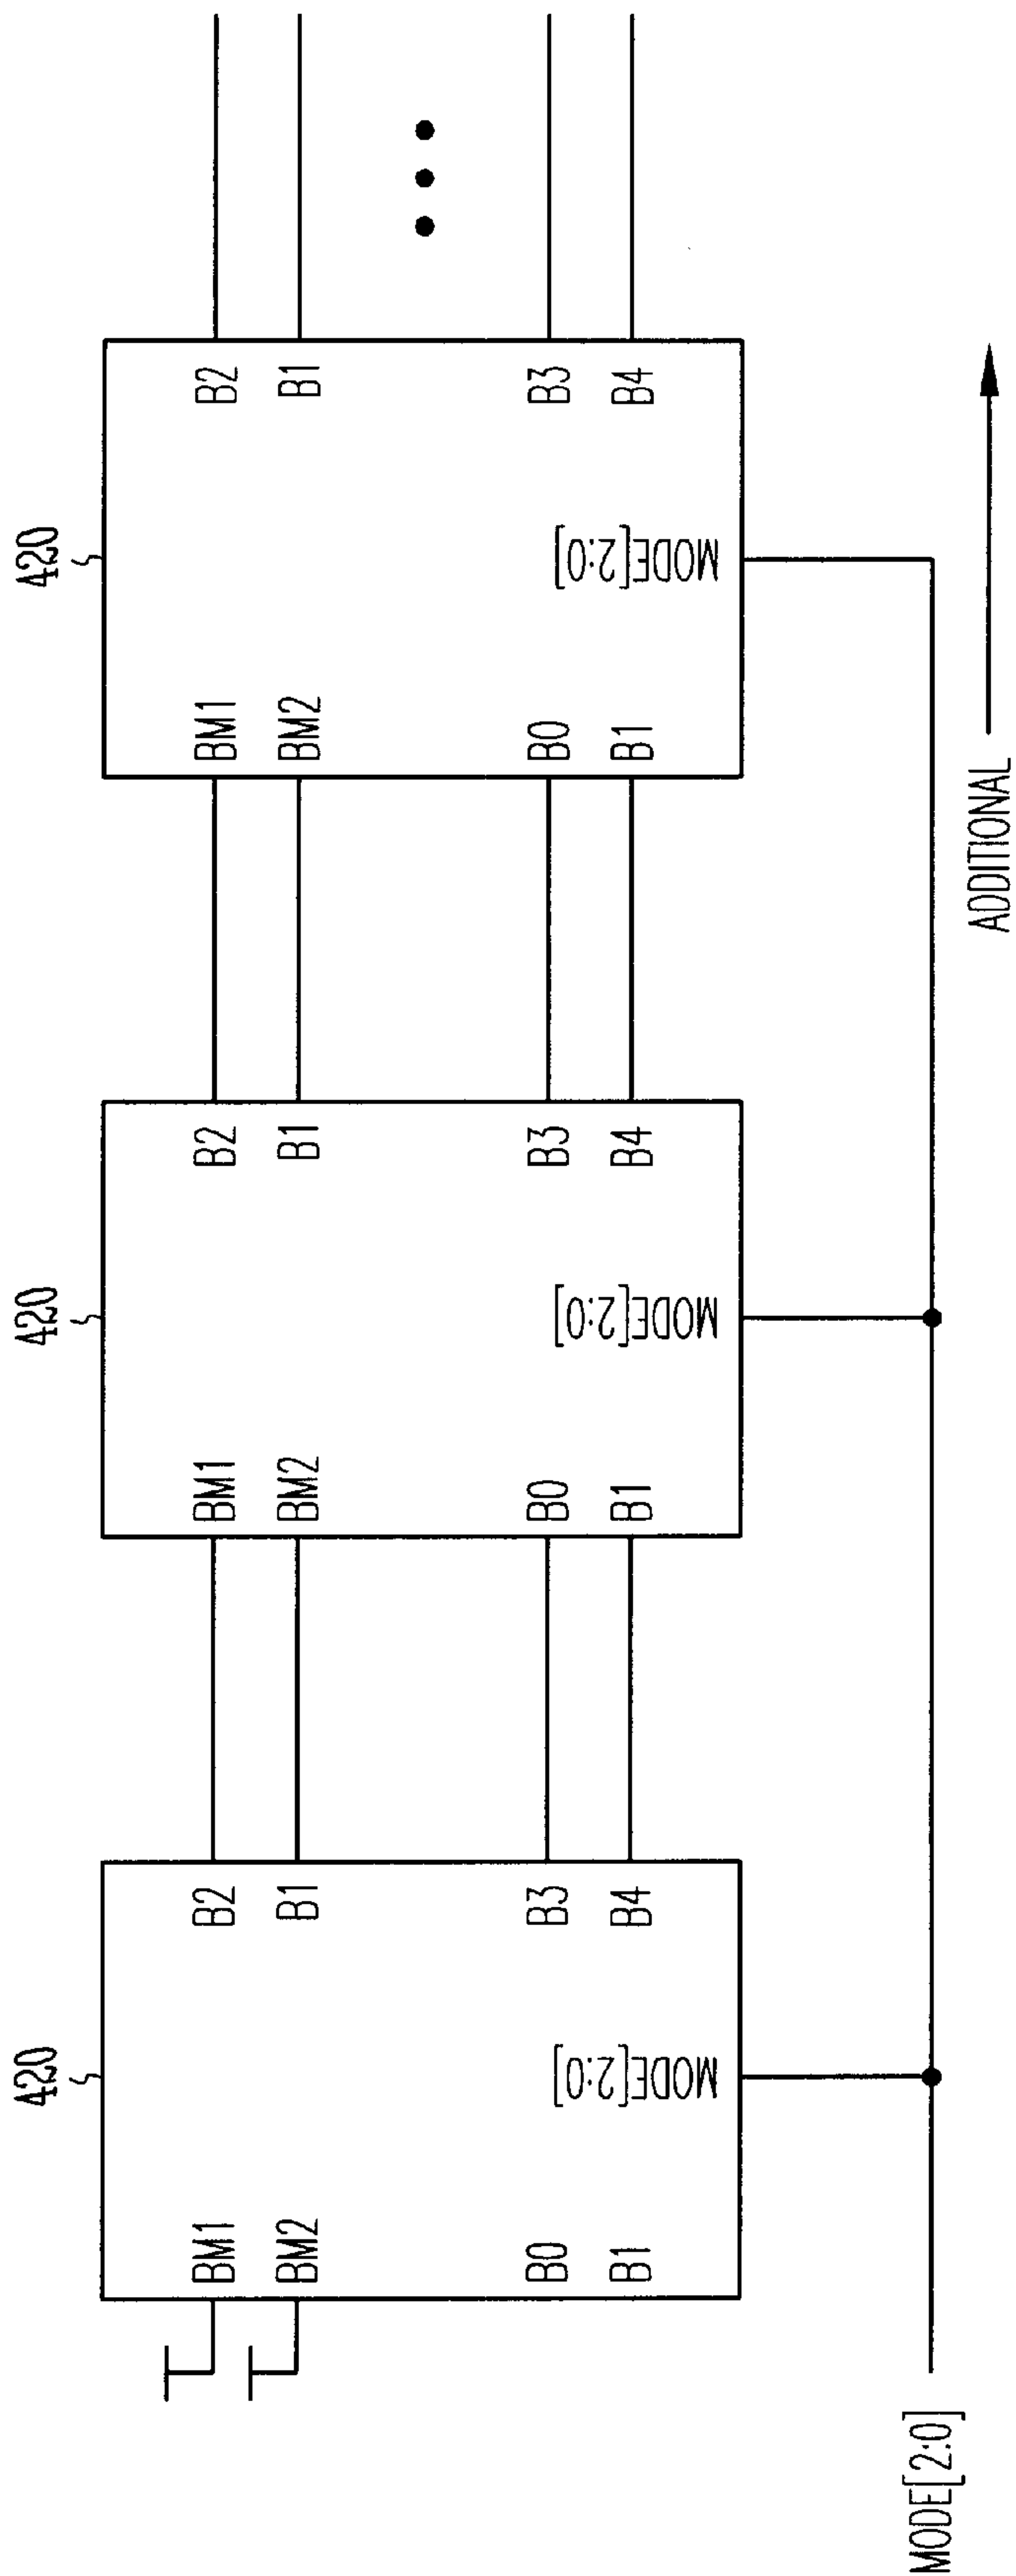 420 420 420
BM1 B2 BM1 B2 BM1 B2
BM2 B1 BM2 B1 BM2 B1
B0 B3 B0 B3 B0 B3
B1 B4 B1 B4 B1 B4
MODE[2:0] MODE[2:0] MODE[2:0]
MODE[2:0]
ADDITIONAL